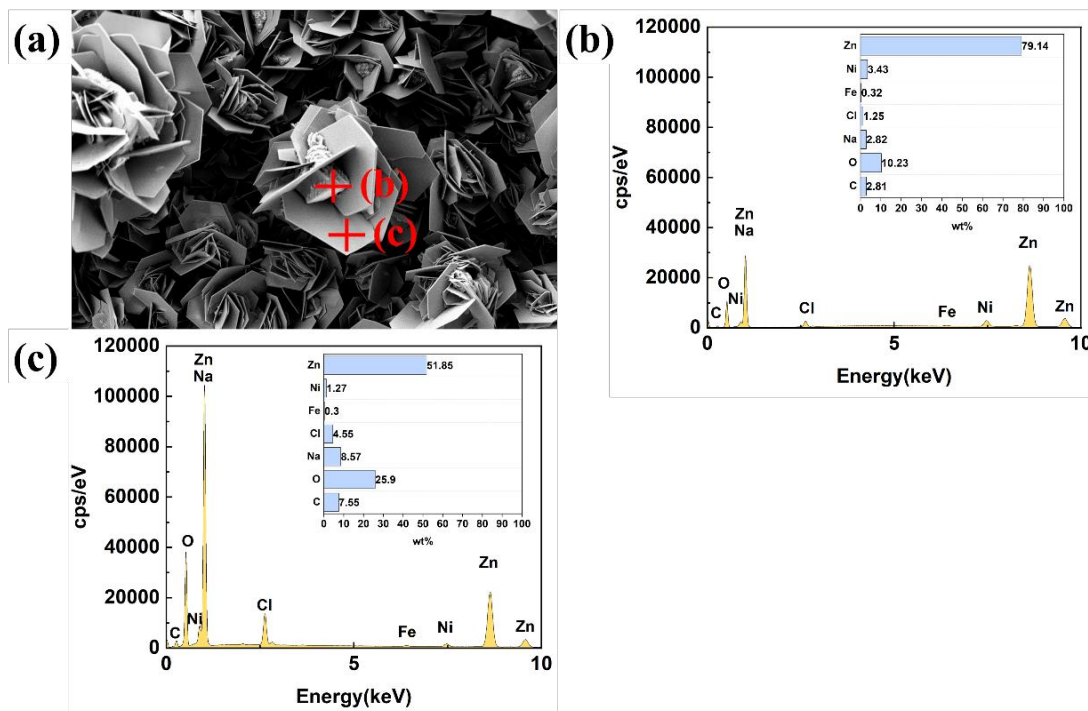 (a)
(b)
(c)
(b)
120000
100000
80000
60000
40000
20000
0
cps/eV
Zn
Na
O
C
Ni
Cl
Fe
Ni
Zn
Zn
0
5
10
Energy(keV)
Zn
79.14
Ni
3.43
Fe
0.32
Cl
1.25
Na
2.82
O
10.23
C
2.81
0 10 20 30 40 50 60 70 80 90 100
wt%
(c)
120000
100000
80000
60000
40000
20000
0
cps/eV
Zn
Na
O
C
Ni
Cl
Fe
Ni
Zn
Zn
0
5
10
Energy(keV)
Zn
51.85
Ni
1.27
Fe
0.3
Cl
4.55
Na
8.57
O
25.9
C
7.55
0 10 20 30 40 50 60 70 80 90 100
wt%